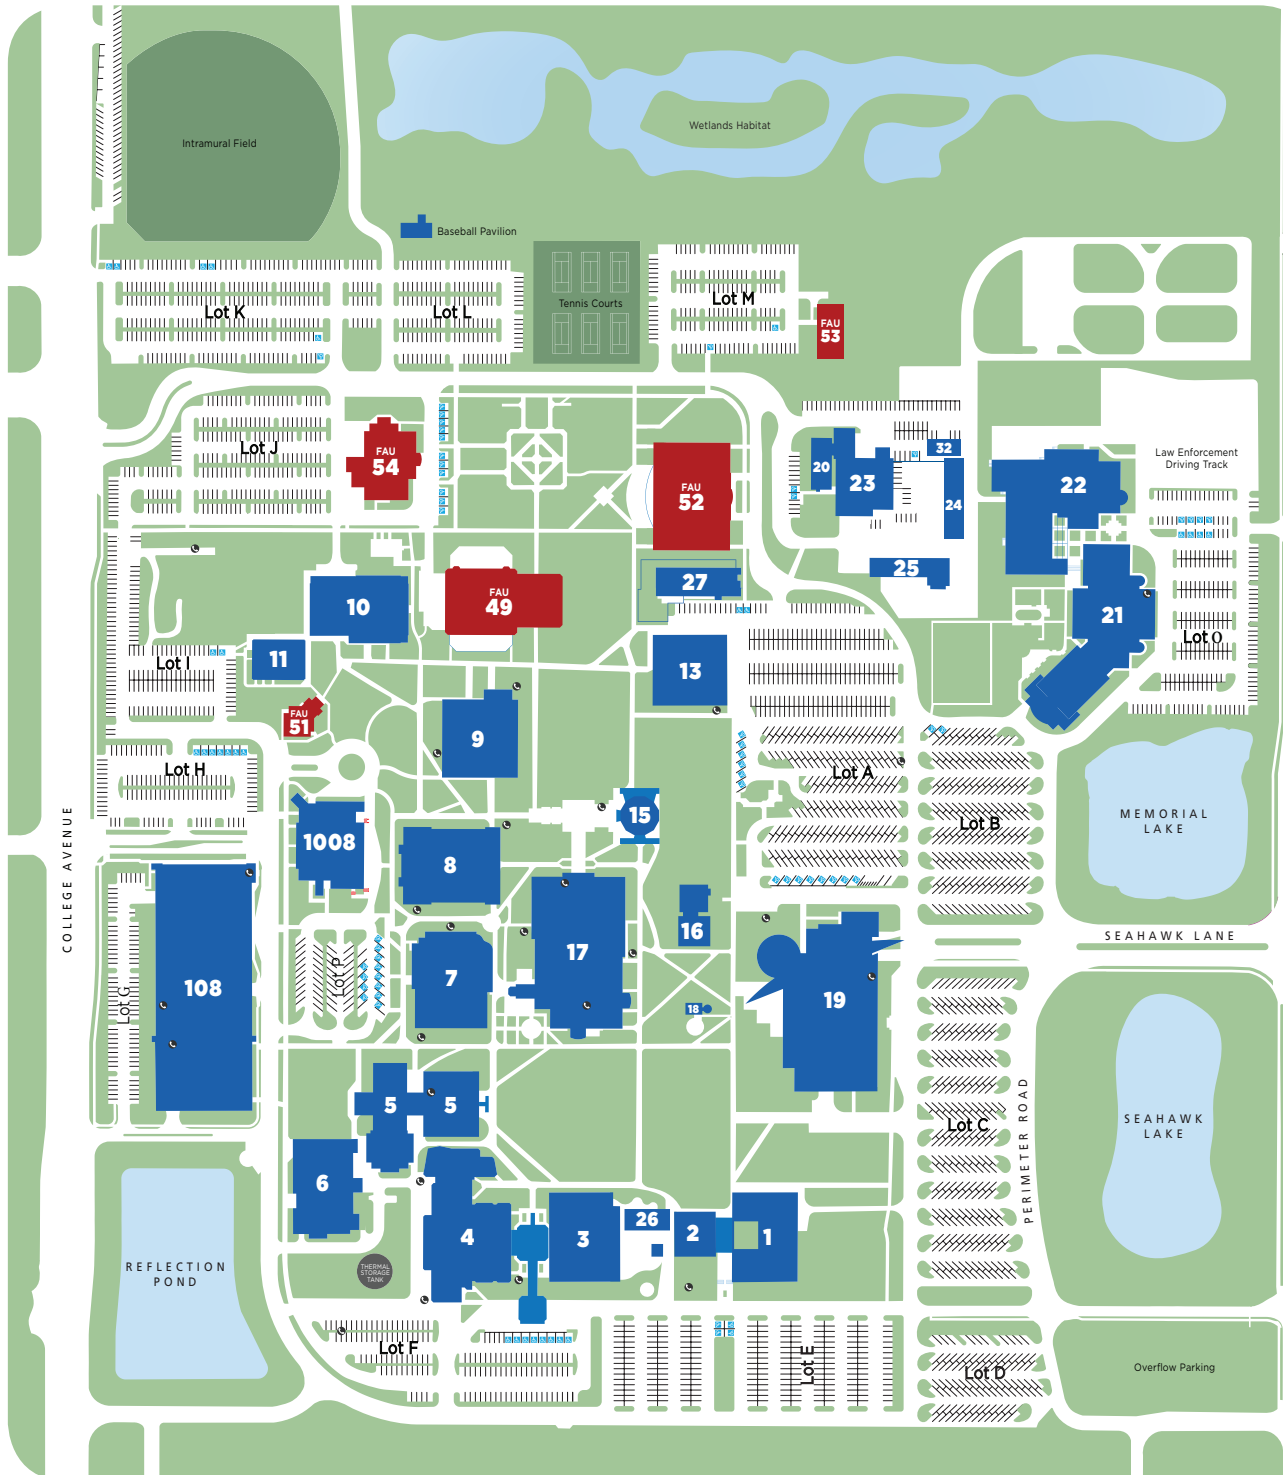 Intramural Field
Wetlands Habitat
Baseball Pavilion
Tennis Courts
Lot K
Lot L
Lot M
FAU
53
Lot J
FAU
54
FAU
52
20
23
32
24
22
Law Enforcement
Driving Track
25
27
10
FAU
49
21
Lot O
11
Lot I
13
FAU
51
9
Lot H
Lot A
Lot B
MEMORIAL
LAKE
15
1008
8
COLLEGE AVENUE
16
SEAHAWK LANE
17
Lot P
7
108
Lot G
18
19
5
5
Lot C
PERIMETER ROAD
SEAHAWK
LAKE
6
26
4
3
2
1
REFLECTION
POND
THERMAL
STORAGE
TANK
Lot F
Lot E
Lot D
Overflow Parking